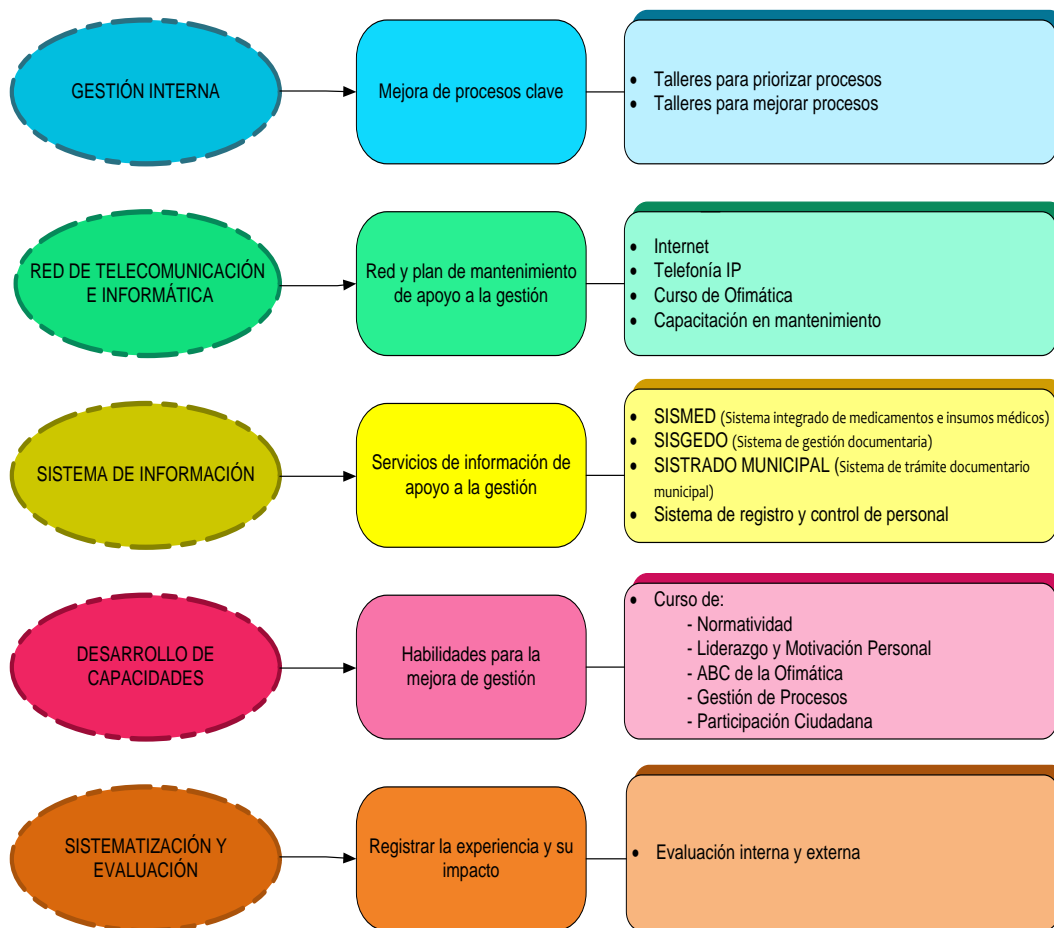 GESTIÓN INTERNA
Mejora de procesos clave
• Talleres para priorizar procesos
• Talleres para mejorar procesos
RED DE TELECOMUNICACIÓN
E INFORMÁTICA
Red y plan de mantenimiento
de apoyo a la gestión
• Internet
• Telefonía IP
• Curso de Ofimática
• Capacitación en mantenimiento
SISTEMA DE INFORMACIÓN
Servicios de información de
apoyo a la gestión
• SISMED (Sistema integrado de medicamentos e insumos médicos)
• SISGEDO (Sistema de gestión documentaria)
• SISTRADO MUNICIPAL (Sistema de trámite documentario
municipal)
• Sistema de registro y control de personal
DESARROLLO DE
CAPACIDADES
Habilidades para la
mejora de gestión
• Curso de:
- Normatividad
- Liderazgo y Motivación Personal
- ABC de la Ofimática
- Gestión de Procesos
- Participación Ciudadana
SISTEMATIZACIÓN Y
EVALUACIÓN
Registrar la experiencia y su
impacto
• Evaluación interna y externa